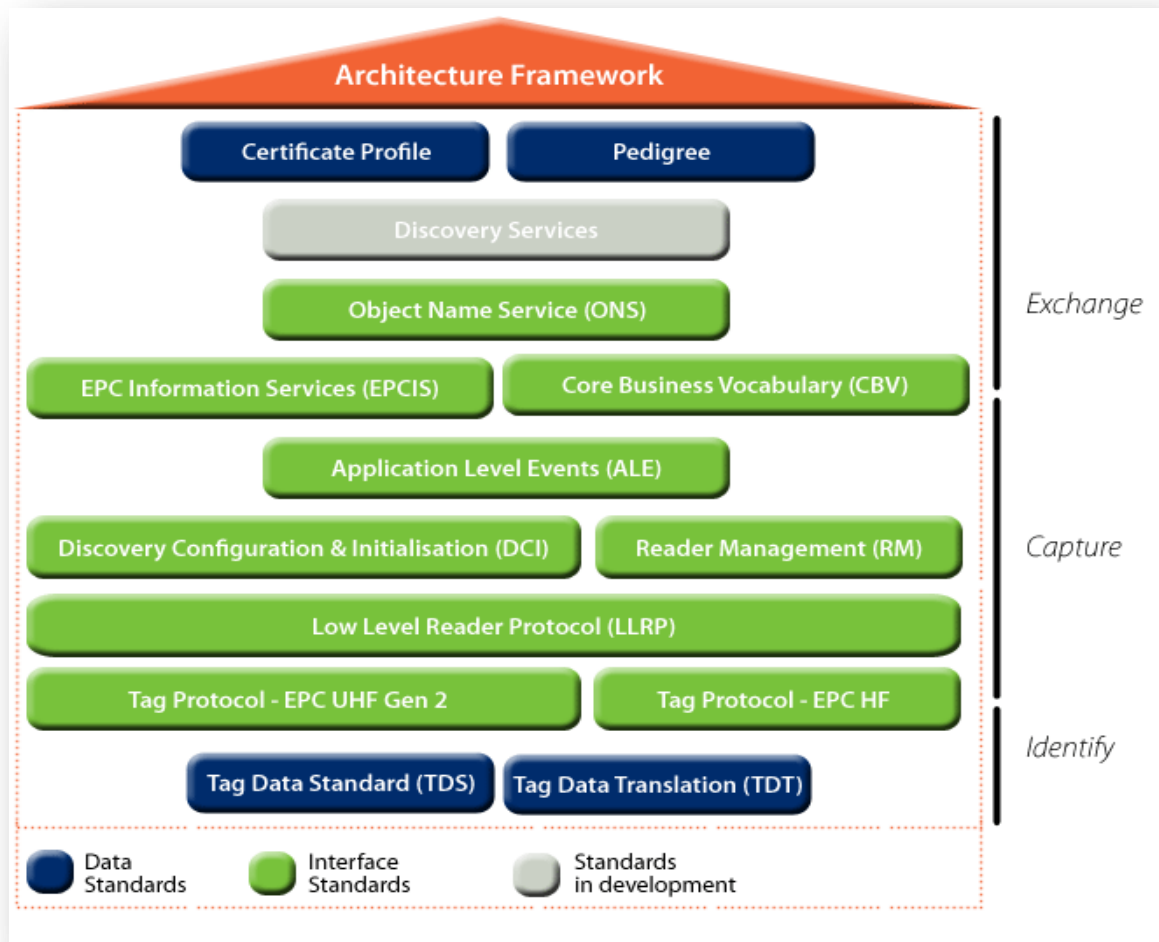 Architecture Framework
Certificate Profile
Pedigree
Discovery Services
Object Name Service (ONS)
Exchange
EPC Information Services (EPCIS)
Core Business Vocabulary (CBV)
Application Level Events (ALE)
Discovery Configuration & Initialisation (DCI)
Reader Management (RM)
Capture
Low Level Reader Protocol (LLRP)
Tag Protocol - EPC UHF Gen 2
Tag Protocol - EPC HF
Identify
Tag Data Standard (TDS)
Tag Data Translation (TDT)
Data
Standards
Interface
Standards
Standards
in development